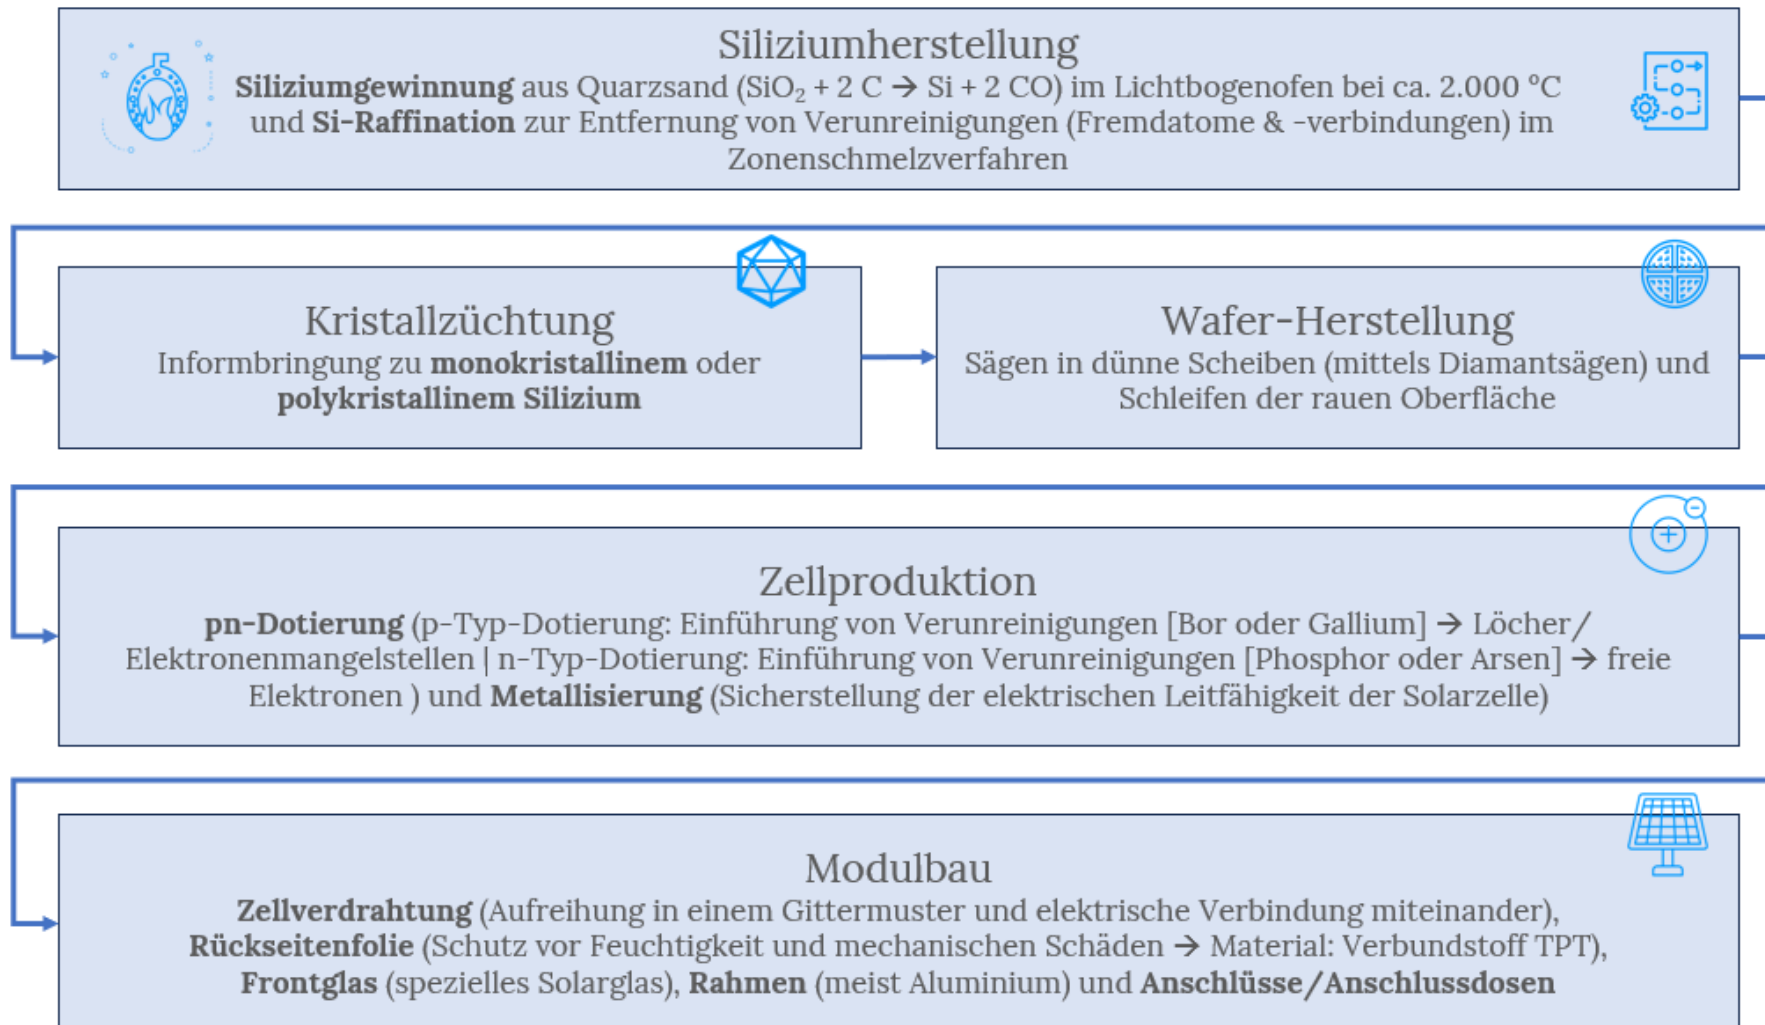 Siliziumherstellung
Siliziumgewinnung aus Quarzsand (SiO₂ + 2 C → Si + 2 CO) im Lichtbogenofen bei ca. 2.000 °C
und Si-Raffination zur Entfernung von Verunreinigungen (Fremdatome & -verbindungen) im
Zonenschmelzverfahren
Kristallzüchtung
Informbringung zu monokristallinem oder
polykristallinem Silizium
Wafer-Herstellung
Sägen in dünne Scheiben (mittels Diamantsägen) und
Schleifen der rauen Oberfläche
Zellproduktion
pn-Dotierung (p-Typ-Dotierung: Einführung von Verunreinigungen [Bor oder Gallium] → Löcher/
Elektronenmangelstellen | n-Typ-Dotierung: Einführung von Verunreinigungen [Phosphor oder Arsen] → freie
Elektronen ) und Metallisierung (Sicherstellung der elektrischen Leitfähigkeit der Solarzelle)
Modulbau
Zellverdrahtung (Aufreihung in einem Gittermuster und elektrische Verbindung miteinander),
Rückseitenfolie (Schutz vor Feuchtigkeit und mechanischen Schäden → Material: Verbundstoff TPT),
Frontglas (spezielles Solarglas), Rahmen (meist Aluminium) und Anschlüsse/Anschlussdosen